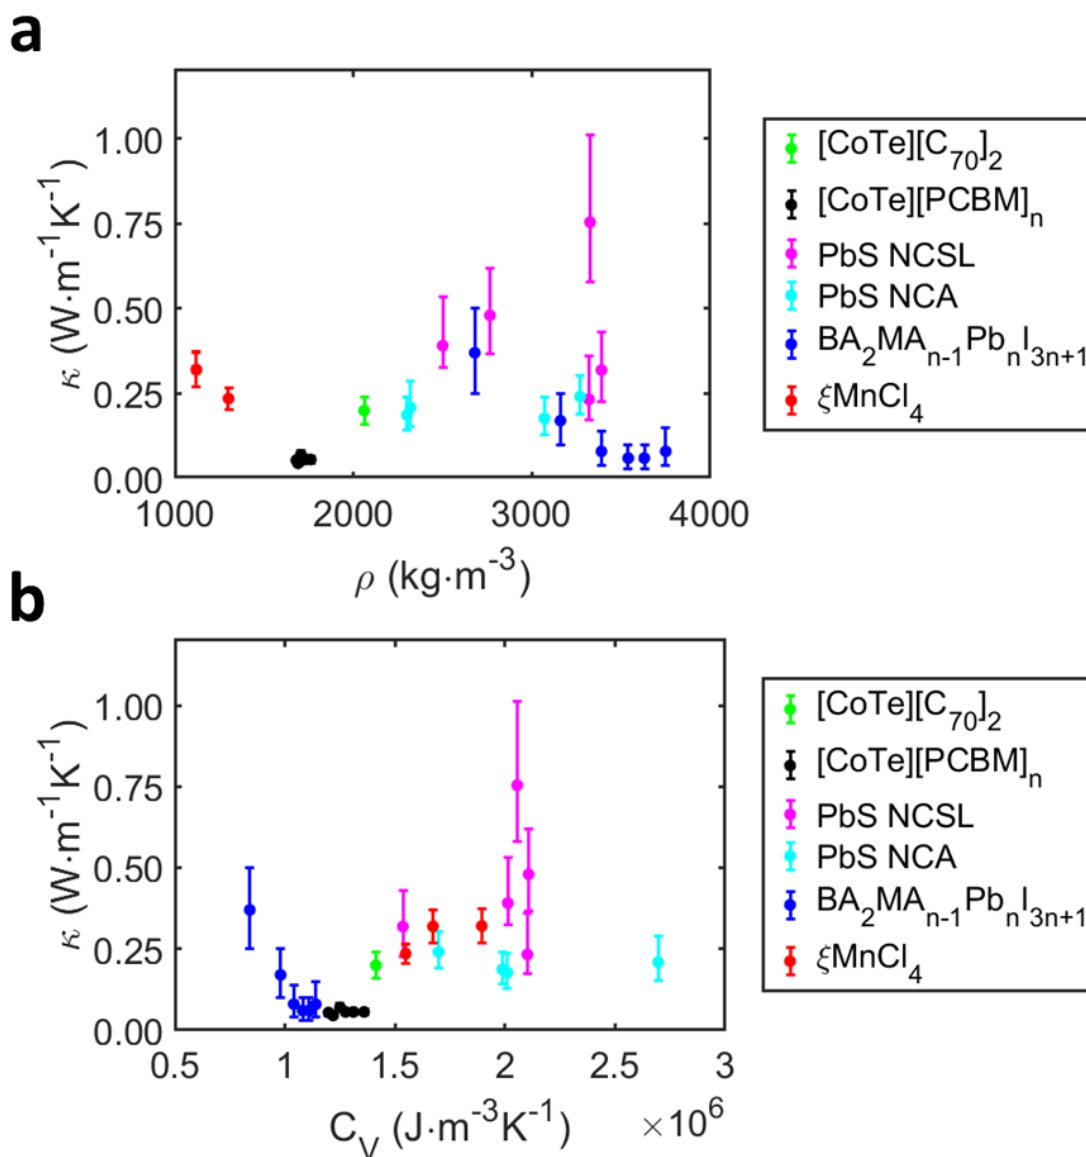 a
1.00
0.75
0.50
0.25
0.00
κ (W·m⁻¹K⁻¹)
1000 2000 3000 4000
ρ (kg·m⁻³)
[CoTe][C₇₀]₂
[CoTe][PCBM]ₙ
PbS NCSL
PbS NCA
BA₂MAₙ₋₁PbₙI₃ₙ₊₁
ξMnCl₄
b
1.00
0.75
0.50
0.25
0.00
κ (W·m⁻¹K⁻¹)
0.5 1 1.5 2 2.5 3
C_V (J·m⁻³K⁻¹) ×10⁶
[CoTe][C₇₀]₂
[CoTe][PCBM]ₙ
PbS NCSL
PbS NCA
BA₂MAₙ₋₁PbₙI₃ₙ₊₁
ξMnCl₄